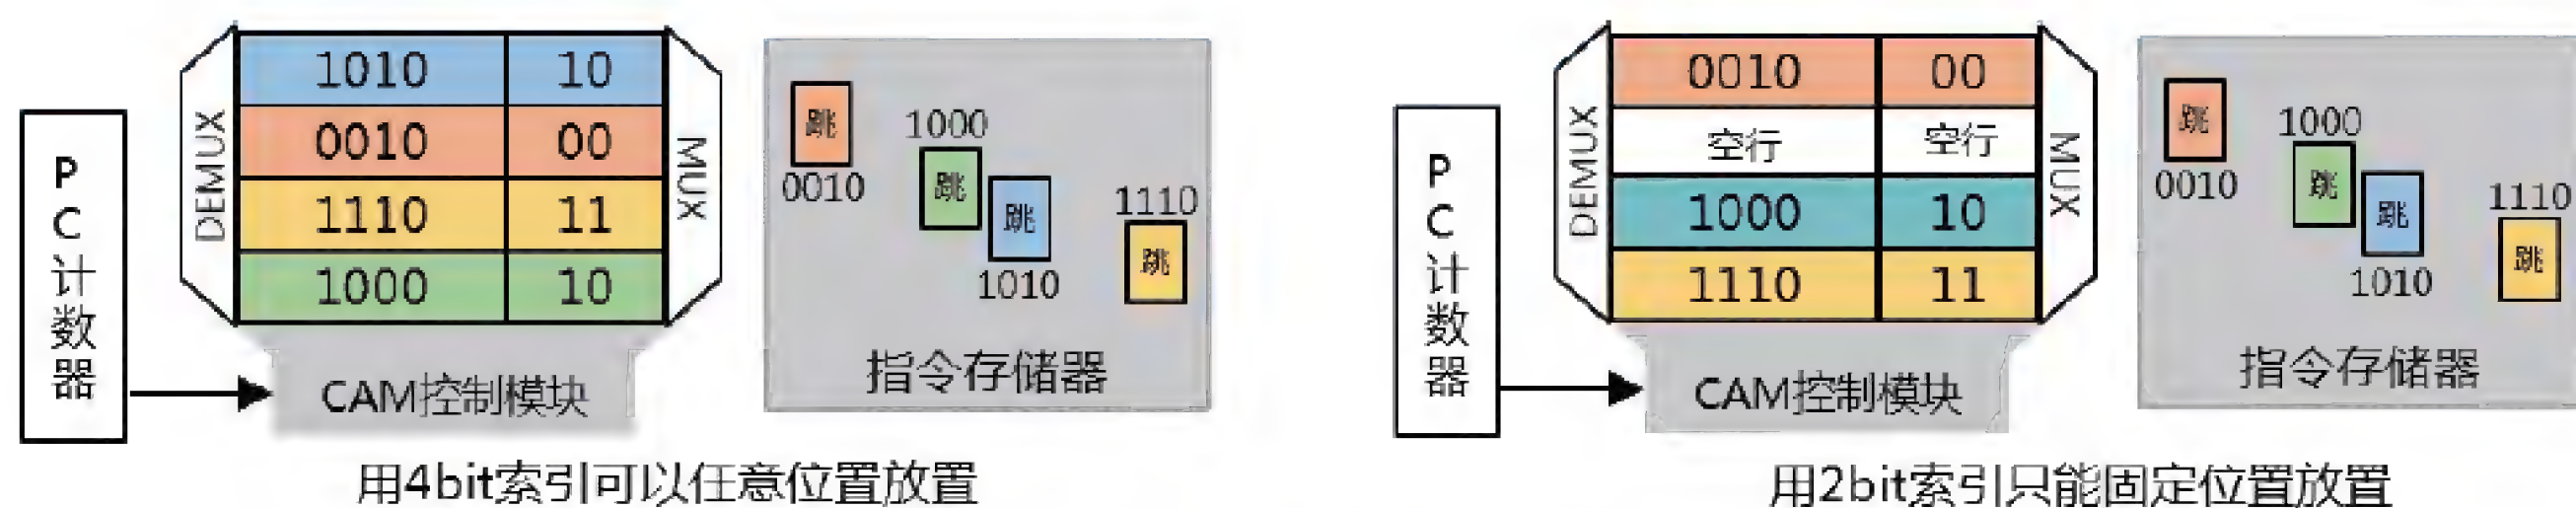 PC计数器
DEMUX
1010 10
0010 00
1110 11
1000 10
MUX
CAM控制模块
跳
0010
1000
跳
跳
1010
1110
跳
指令存储器
用4bit索引可以任意位置放置
PC计数器
DEMUX
0010 00
空行 空行
1000 10
1110 11
MUX
CAM控制模块
跳
0010
1000
跳
跳
1010
1110
跳
指令存储器
用2bit索引只能固定位置放置